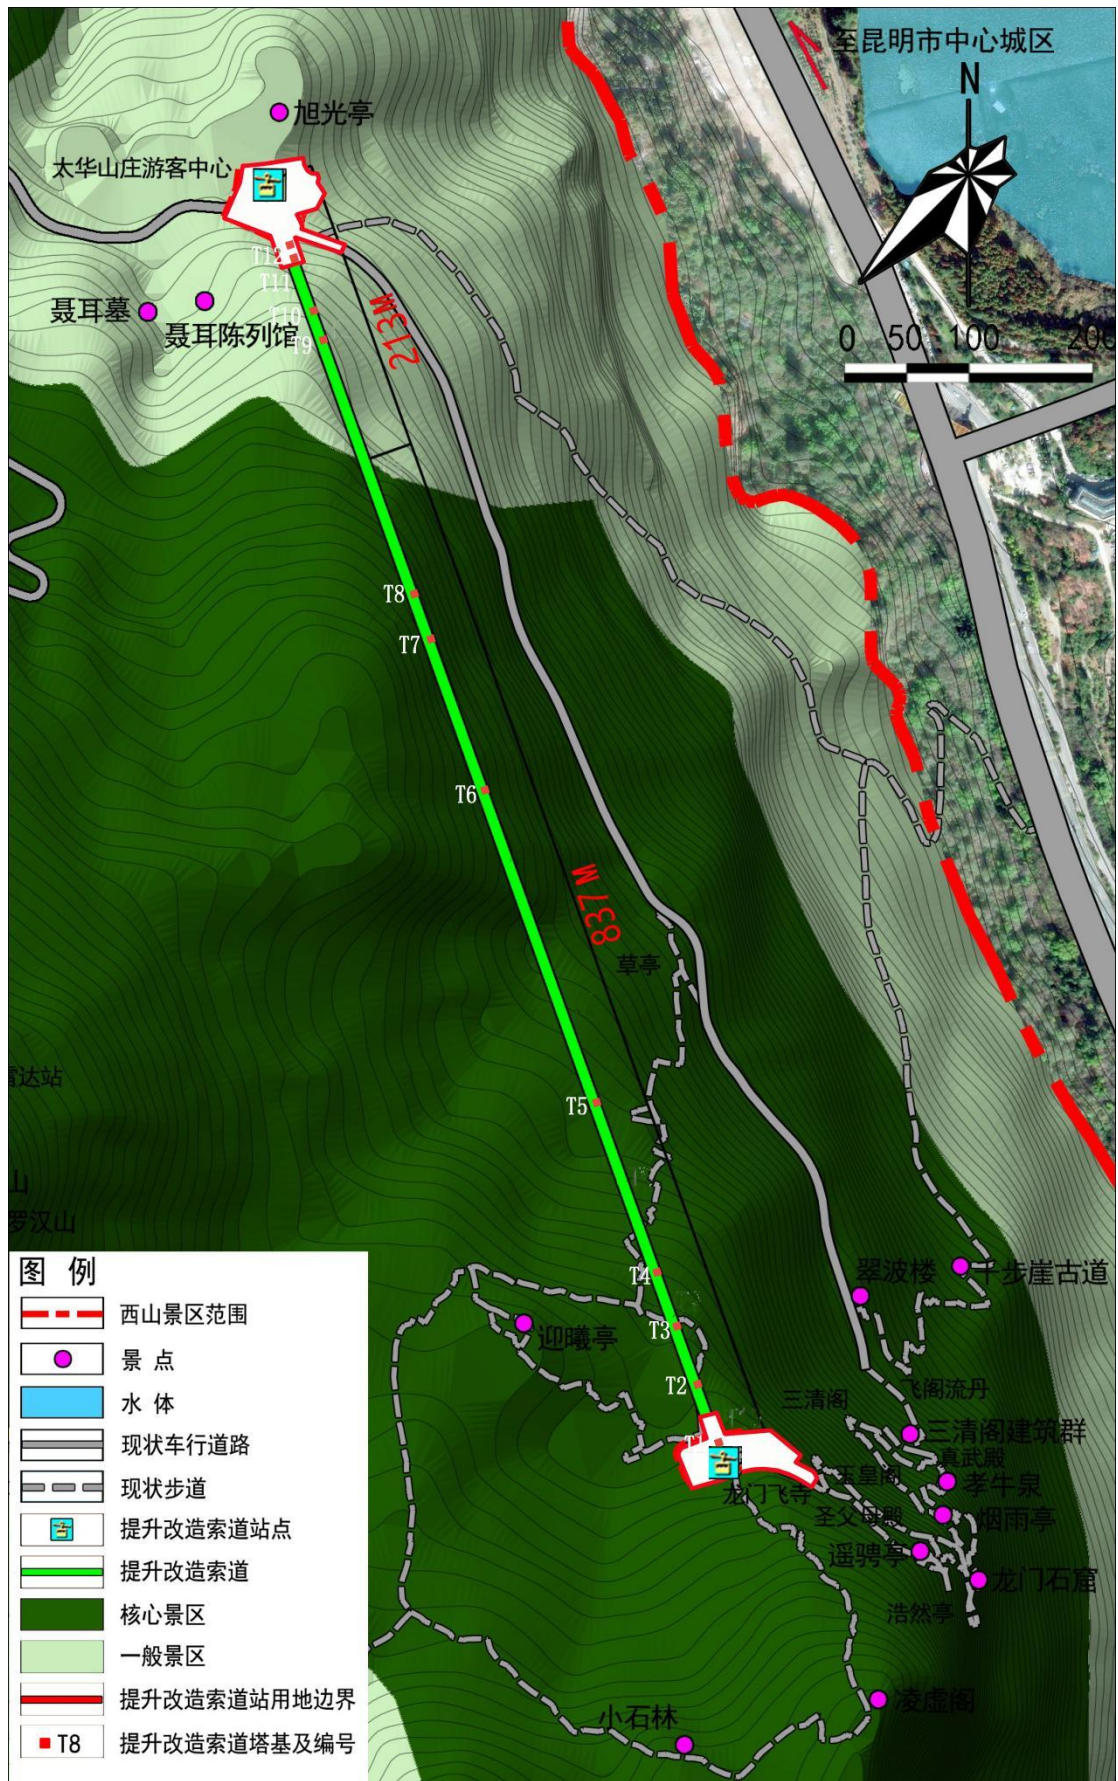 至昆明市中心城区
N
旭光亭
太华山庄游客中心
T12
T11
聂耳墓
聂耳陈列馆
T10
T9
213M
0 50 100 200
T8
T7
T6
837M
草亭
雷达站
T5
山
罗汉山
翠波楼
千步崖古道
T4
迎曦亭
T3
T2
飞阁流丹
三清阁
三清阁建筑群
T1
真武殿
玉皇阁
孝牛泉
龙门飞寺
圣父母殿
烟雨亭
遥骋亭
龙门石窟
浩然亭
凌虚阁
小石林
图 例
西山景区范围
景 点
水 体
现状车行道路
现状步道
提升改造索道站点
提升改造索道
核心景区
一般景区
提升改造索道站用地边界
T8 提升改造索道塔基及编号